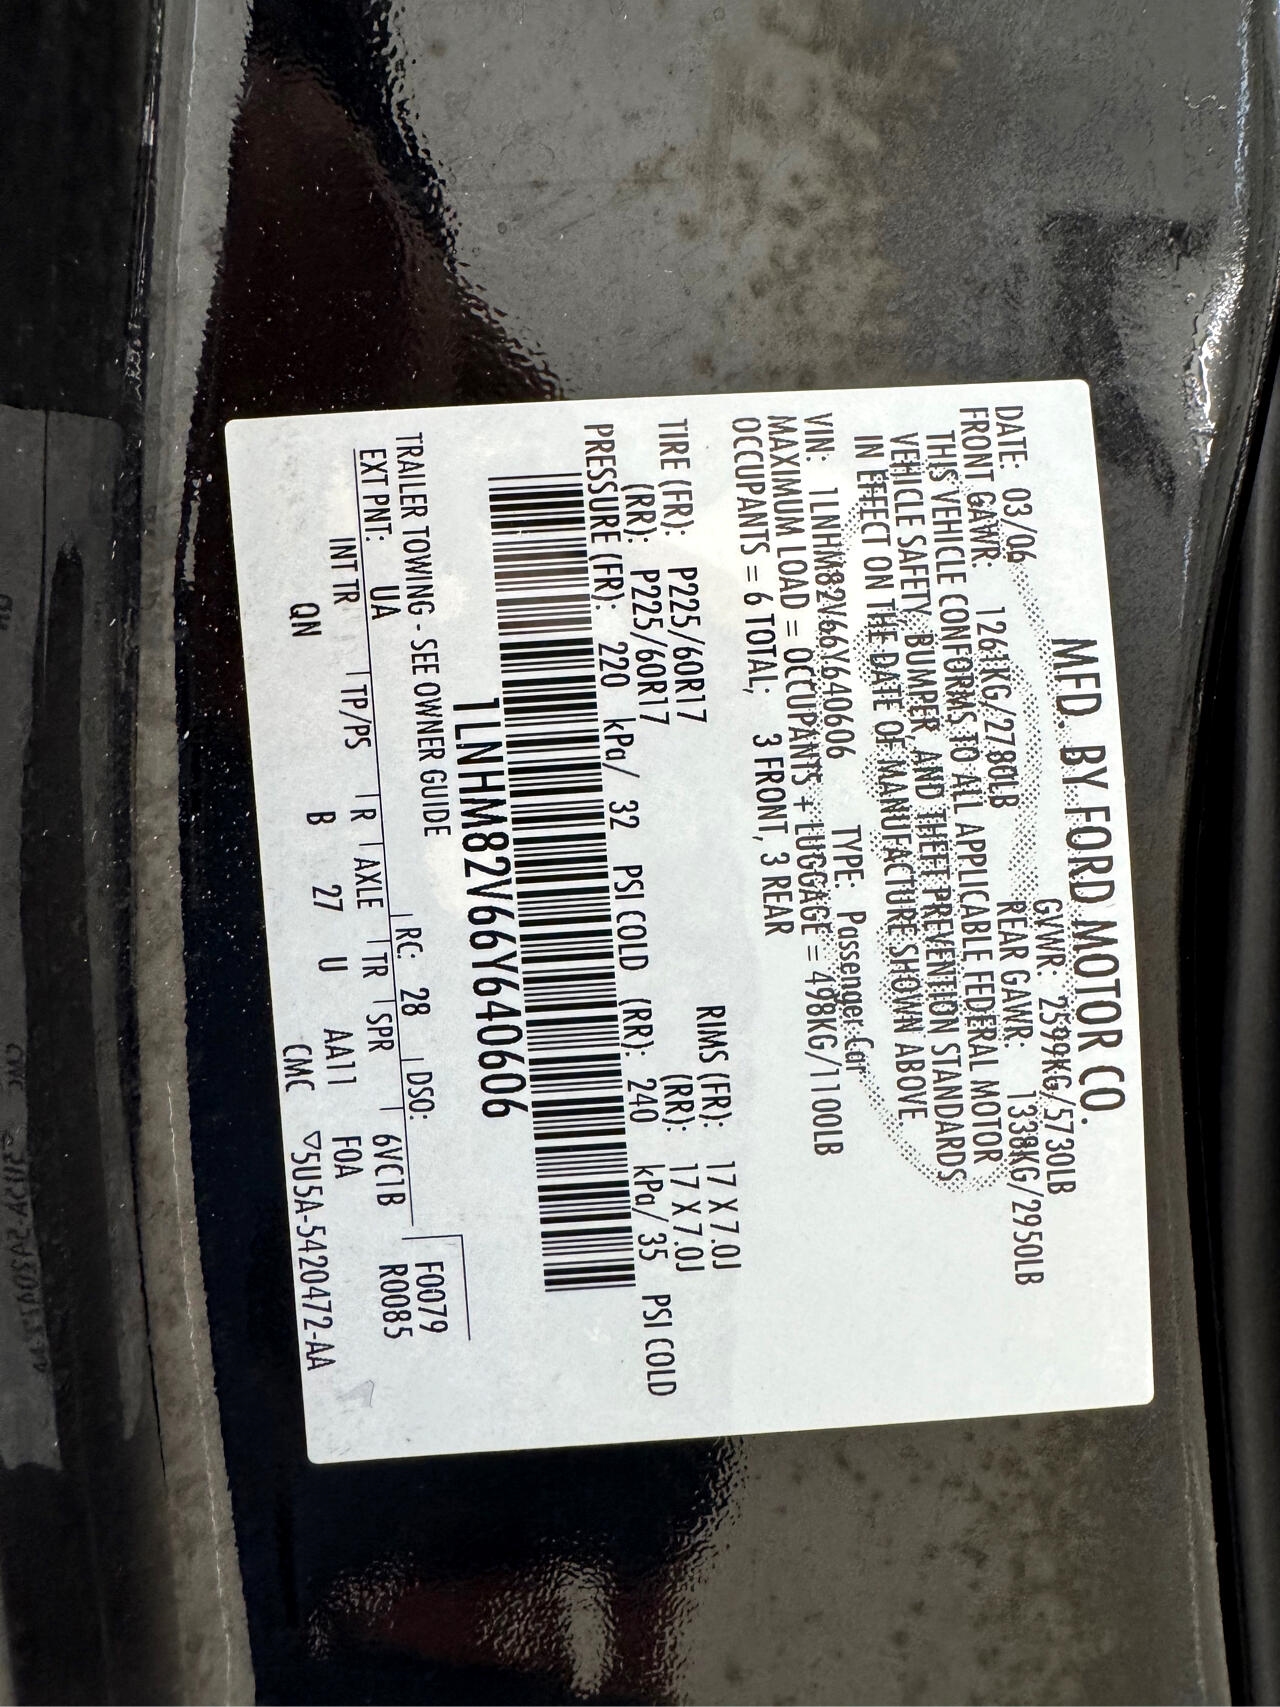 MFD. BY FORD MOTOR CO.
DATE: 03/06 GVWR: 2599KG/5730LB
FRONT GAWR: 1261KG/2780LB REAR GAWR: 1338KG/2950LB
THIS VEHICLE CONFORMS TO ALL APPLICABLE FEDERAL MOTOR
VEHICLE SAFETY, BUMPER, AND THEFT PREVENTION STANDARDS
IN EFFECT ON THE DATE OF MANUFACTURE SHOWN ABOVE.
VIN: 1LNHM82V66Y640606 TYPE: Passenger Car
MAXIMUM LOAD = OCCUPANTS + LUGGAGE = 498KG/1100LB
OCCUPANTS = 6 TOTAL, 3 FRONT, 3 REAR
TIRE (FR): P225/60R17 RIMS (FR): 17 X 7.0J
(RR): P225/60R17 (RR): 17 X 7.0J
PRESSURE (FR): 220 kPa/ 32 PSI COLD (RR): 240 kPa/ 35 PSI COLD
1LNHM82V66Y640606
TRAILER TOWING - SEE OWNER GUIDE RC: 28 DSO: F0079
EXT PNT: UA 6VC1B R0085
INT TR TP/PS R AXLE TR SPR F0A
QN B 27 U AA11
CMC ▽5U5A-5420472-AA